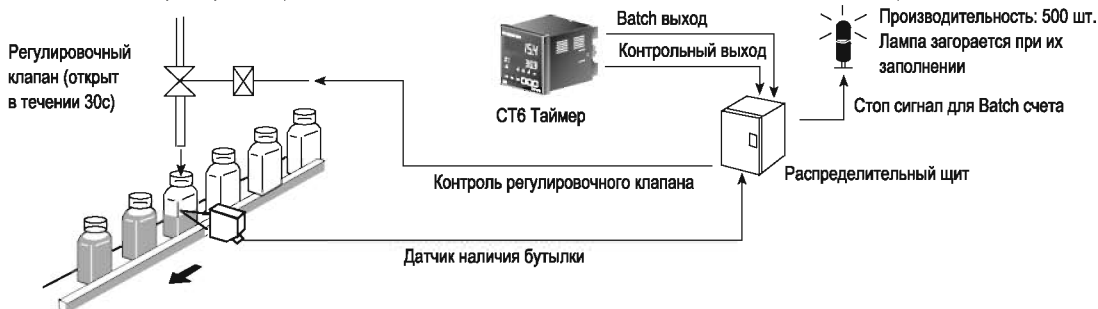 Регулировочный
клапан (открыт
в течении 30с)
Batch выход
Контрольный выход
СТ6 Таймер
Производительность: 500 шт.
Лампа загорается при их
заполнении
Стоп сигнал для Batch счета
Распределительный щит
Контроль регулировочного клапана
Датчик наличия бутылки